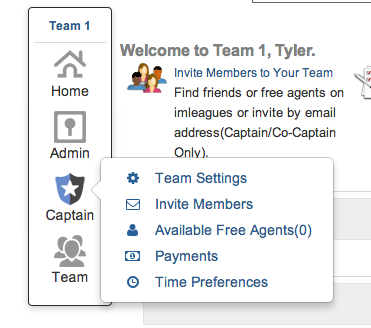 Team 1
Home
Admin
Captain
Team
Welcome to Team 1, Tyler.
Invite Members to Your Team
Find friends or free agents on
imleagues or invite by email
address(Captain/Co-Captain
Only).
Team Settings
Invite Members
Available Free Agents(0)
Payments
Time Preferences